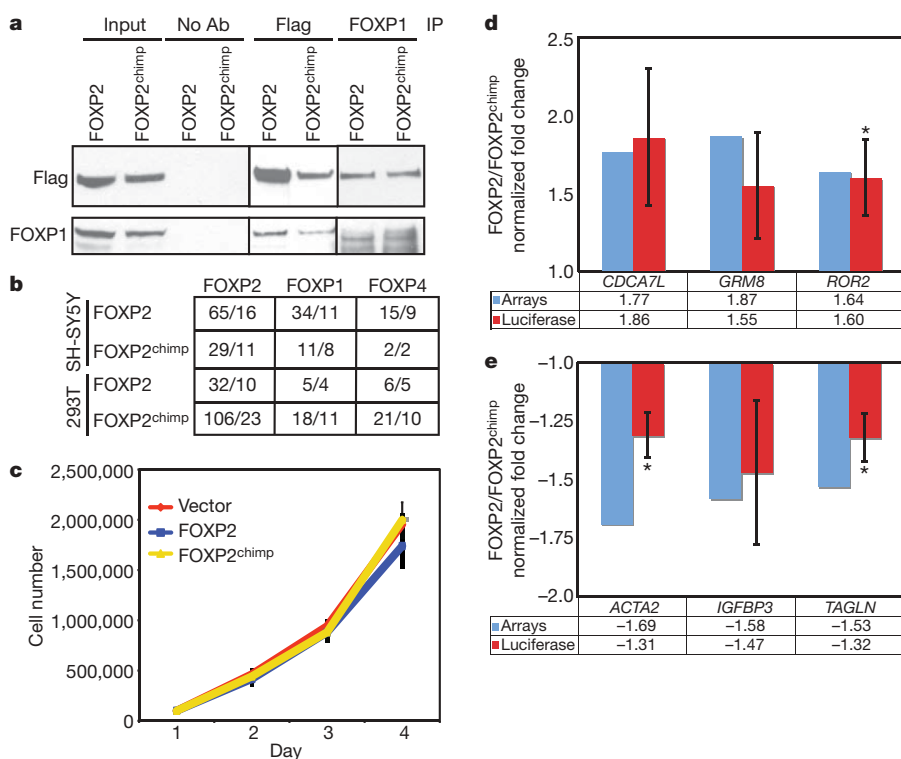 a
Input No Ab Flag FOXP1 IP
FOXP2 FOXP2chimp FOXP2 FOXP2chimp FOXP2 FOXP2chimp FOXP2 FOXP2chimp
Flag
FOXP1
b
FOXP2 FOXP1 FOXP4
SH-SY5Y
FOXP2 65/16 34/11 15/9
FOXP2chimp 29/11 11/8 2/2
293T
FOXP2 32/10 5/4 6/5
FOXP2chimp 106/23 18/11 21/10
c
Cell number
2,500,000
2,000,000
1,500,000
1,000,000
500,000
0
Vector
FOXP2
FOXP2chimp
1 2 3 4
Day
d
FOXP2/FOXP2chimp
normalized fold change
2.5
2.0
1.5
1.0
*
CDCA7L GRM8 ROR2
Arrays 1.77 1.87 1.64
Luciferase 1.86 1.55 1.60
e
FOXP2/FOXP2chimp
normalized fold change
−1.0
−1.25
−1.5
−1.75
−2.0
* *
ACTA2 IGFBP3 TAGLN
Arrays −1.69 −1.58 −1.53
Luciferase −1.31 −1.47 −1.32